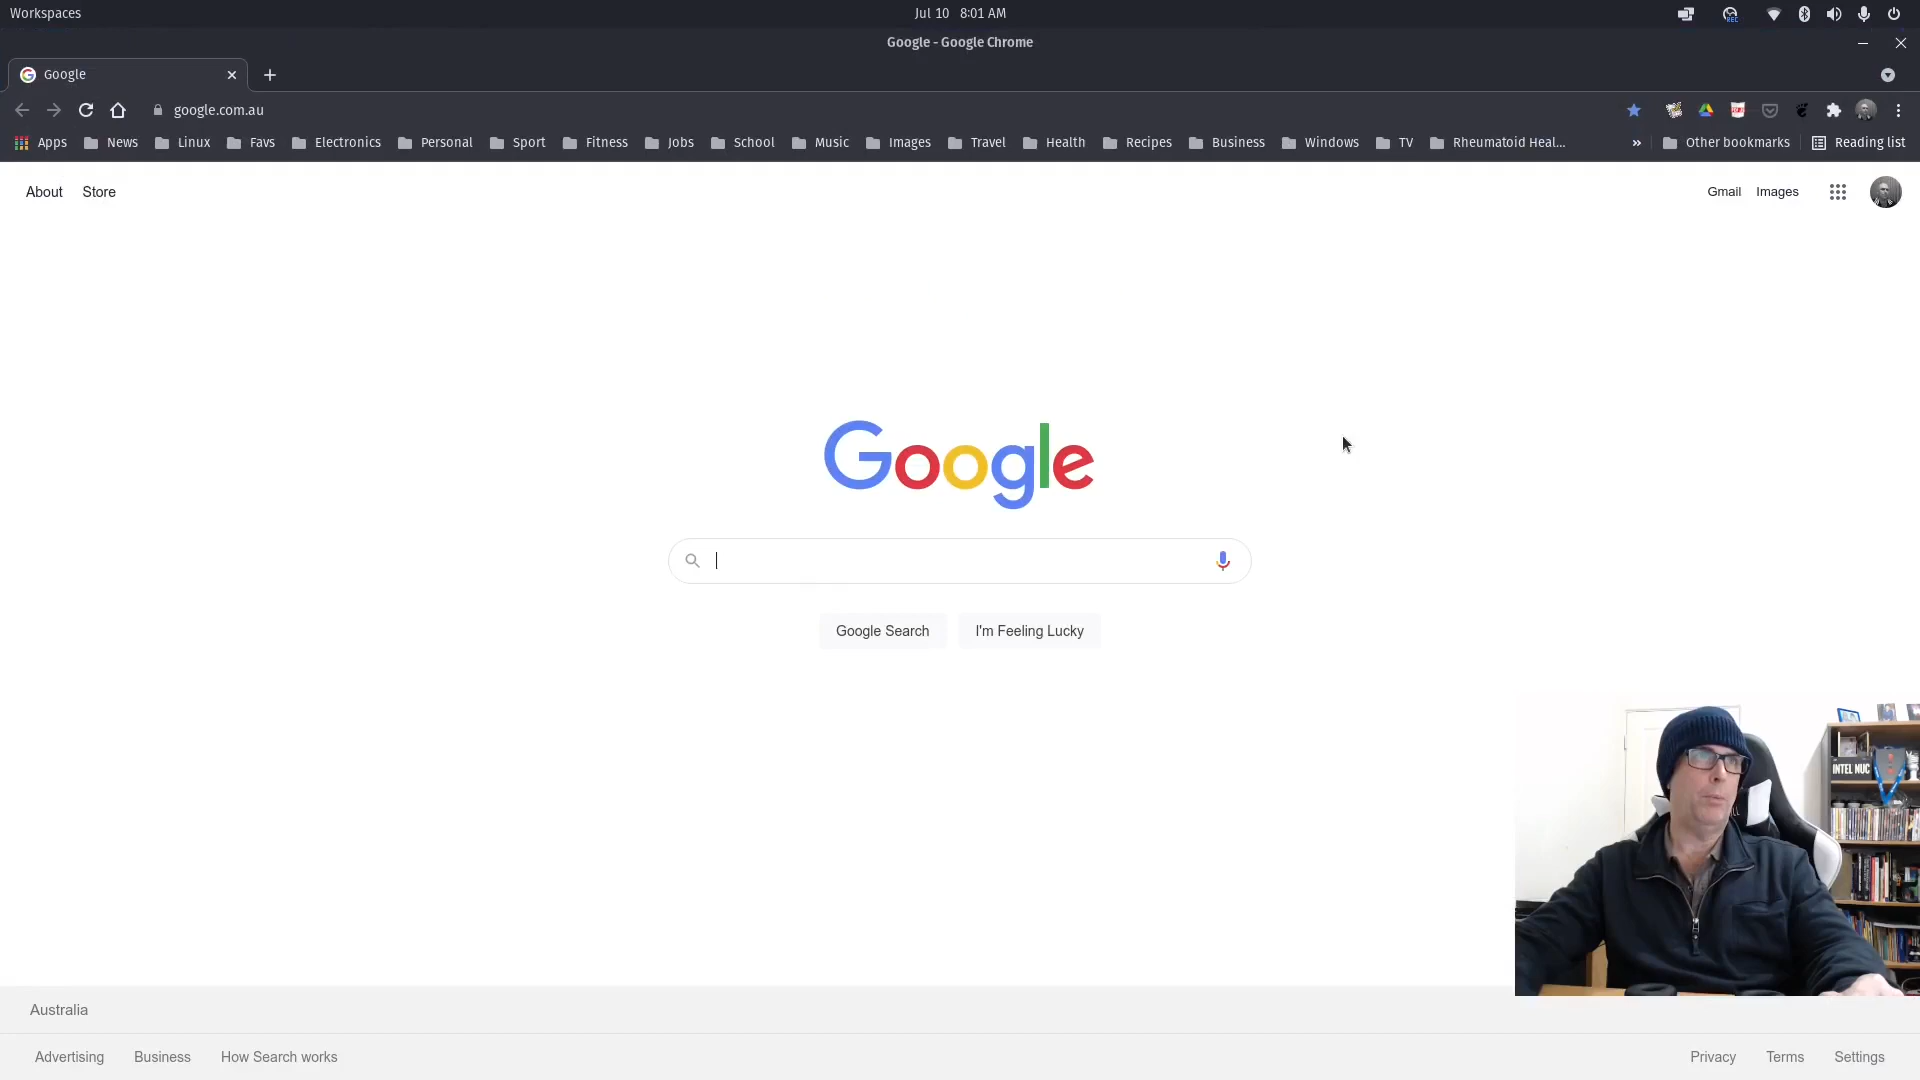 Workspaces
Jul 10 8:01 AM
REC
Google - Google Chrome
Google
google.com.au
Apps News Linux Favs Electronics Personal Sport Fitness Jobs School Music Images Travel Health Recipes Business Windows TV Rheumatoid Heal... » Other bookmarks Reading list
About Store
Gmail Images
Google
Google Search I'm Feeling Lucky
INTEL NUC
Australia
Advertising Business How Search works
Privacy Terms Settings